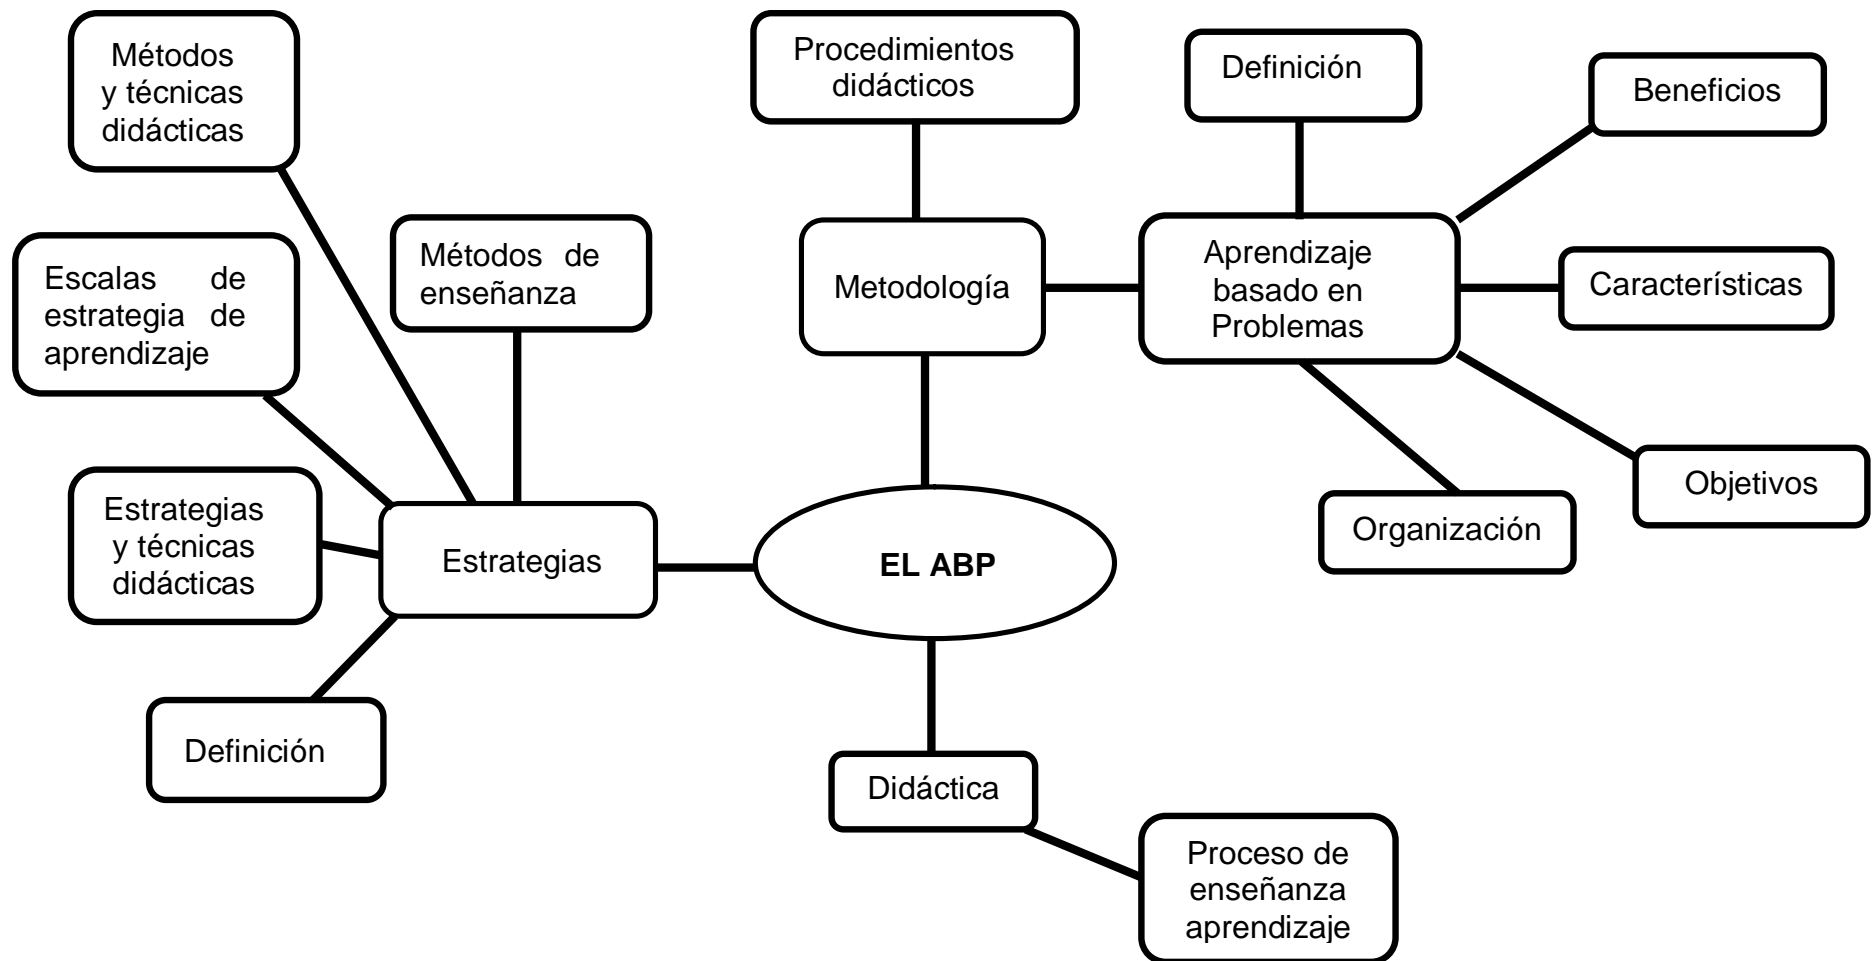 Métodos
y técnicas
didácticas
Procedimientos
didácticos
Definición
Beneficios
Escalas de
estrategia de
aprendizaje
Métodos de
enseñanza
Metodología
Aprendizaje
basado en
Problemas
Características
Estrategias
y técnicas
didácticas
Estrategias
EL ABP
Organización
Objetivos
Definición
Didáctica
Proceso de
enseñanza
aprendizaje